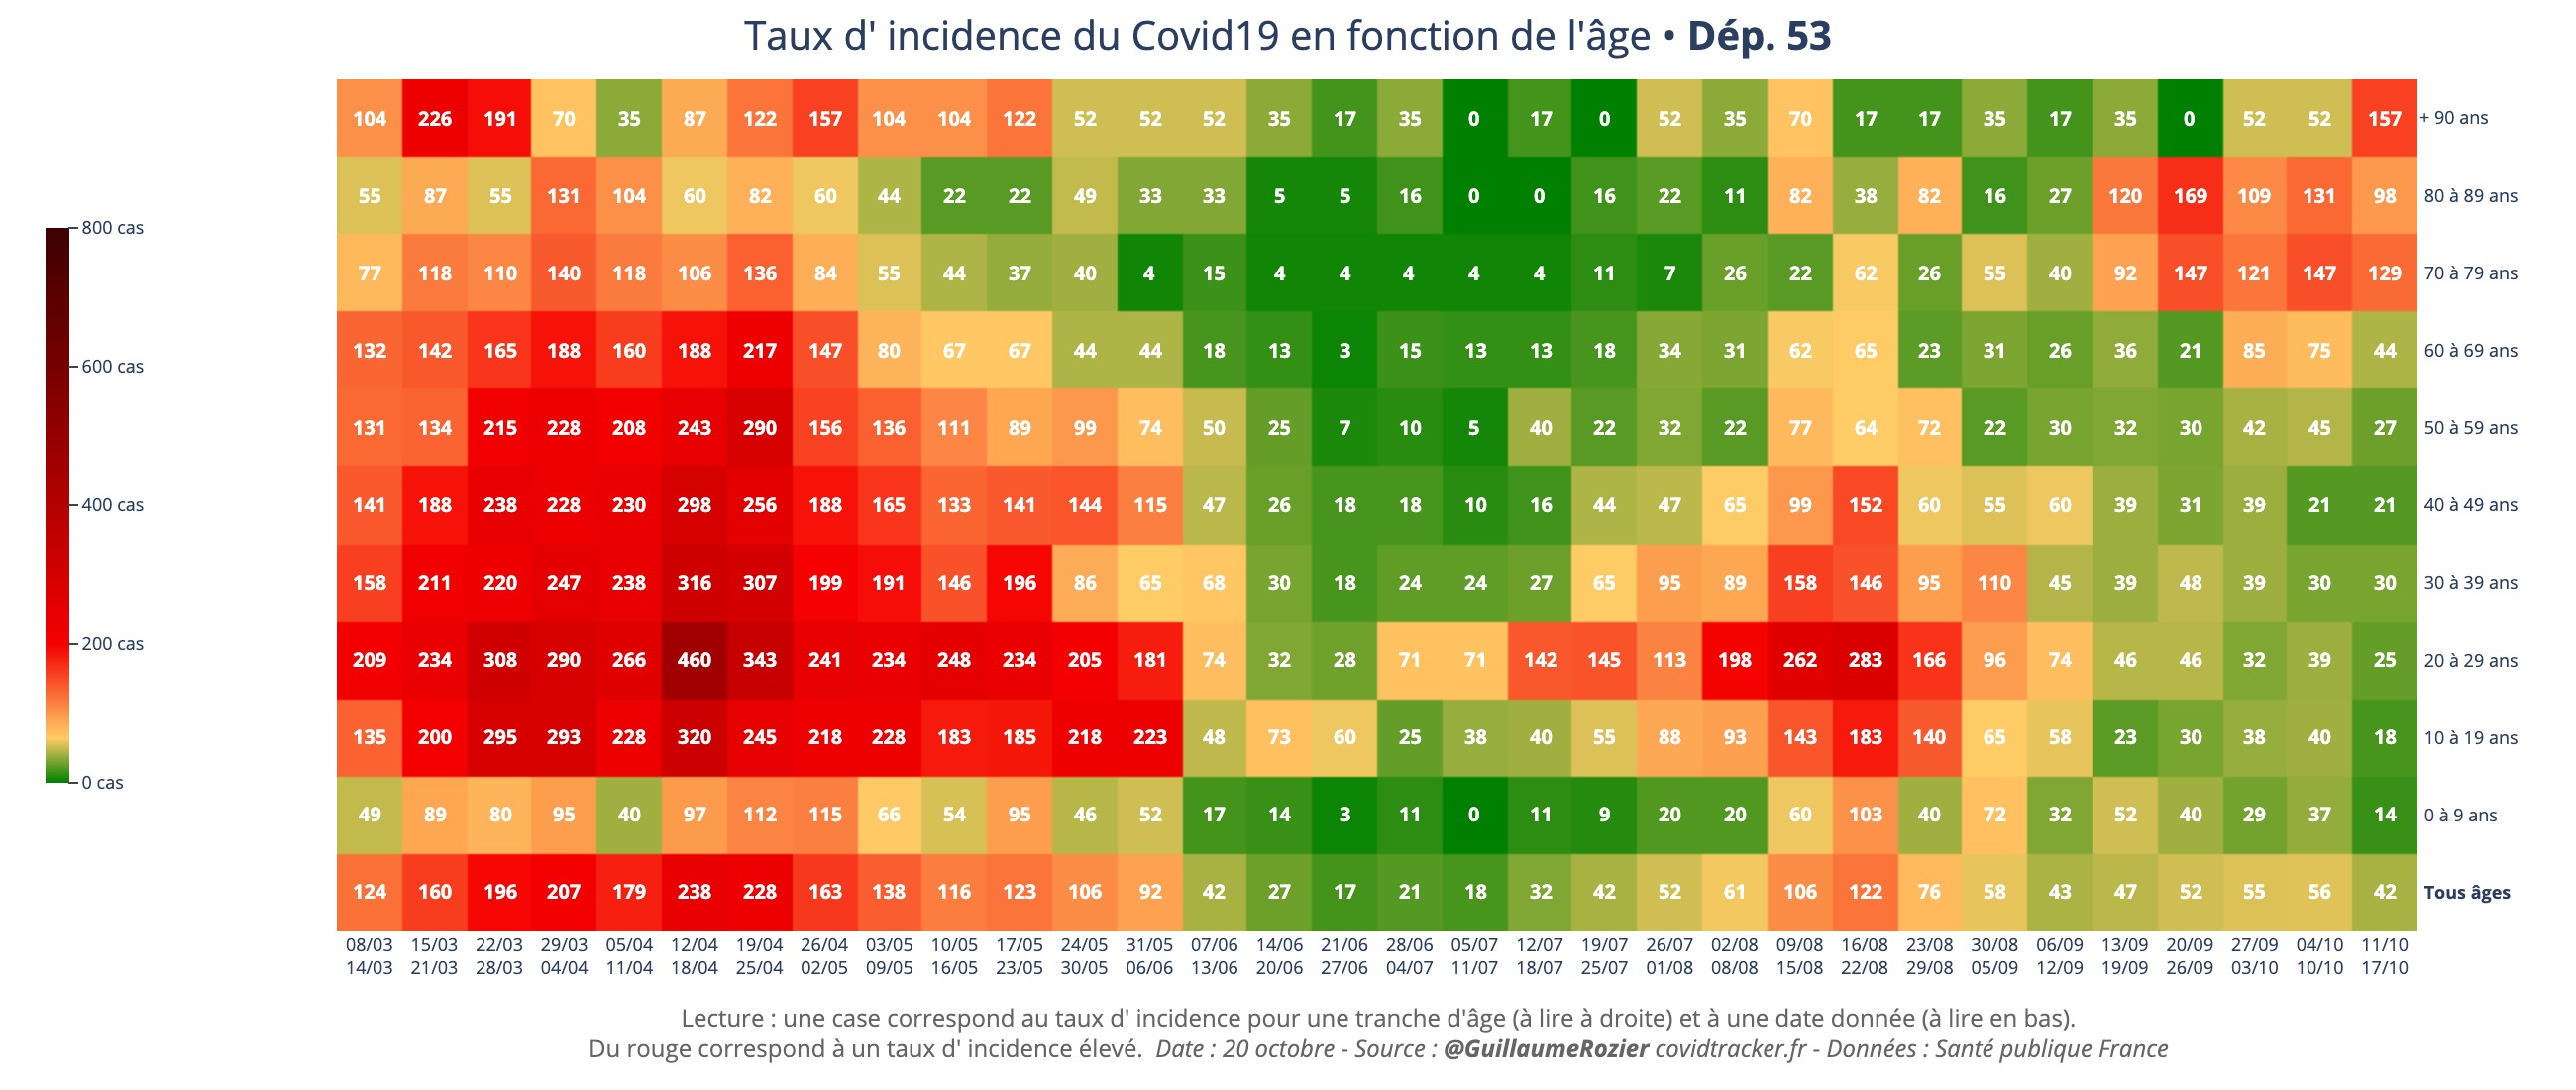 Taux d' incidence du Covid19 en fonction de l'âge • Dép. 53
104 226 191 70 35 87 122 157 104 104 122 52 52 52 35 17 35 0 17 0 52 35 70 17 17 35 17 35 0 52 52 157 + 90 ans
55 87 55 131 104 60 82 60 44 22 22 49 33 33 5 5 16 0 0 16 22 11 82 38 82 16 27 120 169 109 131 98 80 à 89 ans
800 cas
77 118 110 140 118 106 136 84 55 44 37 40 4 15 4 4 4 4 4 11 7 26 22 62 26 55 40 92 147 121 147 129 70 à 79 ans
132 142 165 188 160 188 217 147 80 67 67 44 44 18 13 3 15 13 13 18 34 31 62 65 23 31 26 36 21 85 75 44 60 à 69 ans
600 cas
131 134 215 228 208 243 290 156 136 111 89 99 74 50 25 7 10 5 40 22 32 22 77 64 72 22 30 32 30 42 45 27 50 à 59 ans
400 cas
141 188 238 228 230 298 256 188 165 133 141 144 115 47 26 18 18 10 16 44 47 65 99 152 60 55 60 39 31 39 21 21 40 à 49 ans
158 211 220 247 238 316 307 199 191 146 196 86 65 68 30 18 24 24 27 65 95 89 158 146 95 110 45 39 48 39 30 30 30 à 39 ans
200 cas
209 234 308 290 266 460 343 241 234 248 234 205 181 74 32 28 71 71 142 145 113 198 262 283 166 96 74 46 46 32 39 25 20 à 29 ans
135 200 295 293 228 320 245 218 228 183 185 218 223 48 73 60 25 38 40 55 88 93 143 183 140 65 58 23 30 38 40 18 10 à 19 ans
0 cas
49 89 80 95 40 97 112 115 66 54 95 46 52 17 14 3 11 0 11 9 20 20 60 103 40 72 32 52 40 29 37 14 0 à 9 ans
124 160 196 207 179 238 228 163 138 116 123 106 92 42 27 17 21 18 32 42 52 61 106 122 76 58 43 47 52 55 56 42 Tous âges
08/03 15/03 22/03 29/03 05/04 12/04 19/04 26/04 03/05 10/05 17/05 24/05 31/05 07/06 14/06 21/06 28/06 05/07 12/07 19/07 26/07 02/08 09/08 16/08 23/08 30/08 06/09 13/09 20/09 27/09 04/10 11/10
14/03 21/03 28/03 04/04 11/04 18/04 25/04 02/05 09/05 16/05 23/05 30/05 06/06 13/06 20/06 27/06 04/07 11/07 18/07 25/07 01/08 08/08 15/08 22/08 29/08 05/09 12/09 19/09 26/09 03/10 10/10 17/10
Lecture : une case correspond au taux d' incidence pour une tranche d'âge (à lire à droite) et à une date donnée (à lire en bas).
Du rouge correspond à un taux d' incidence élevé. Date : 20 octobre - Source : @GuillaumeRozier covidtracker.fr - Données : Santé publique France